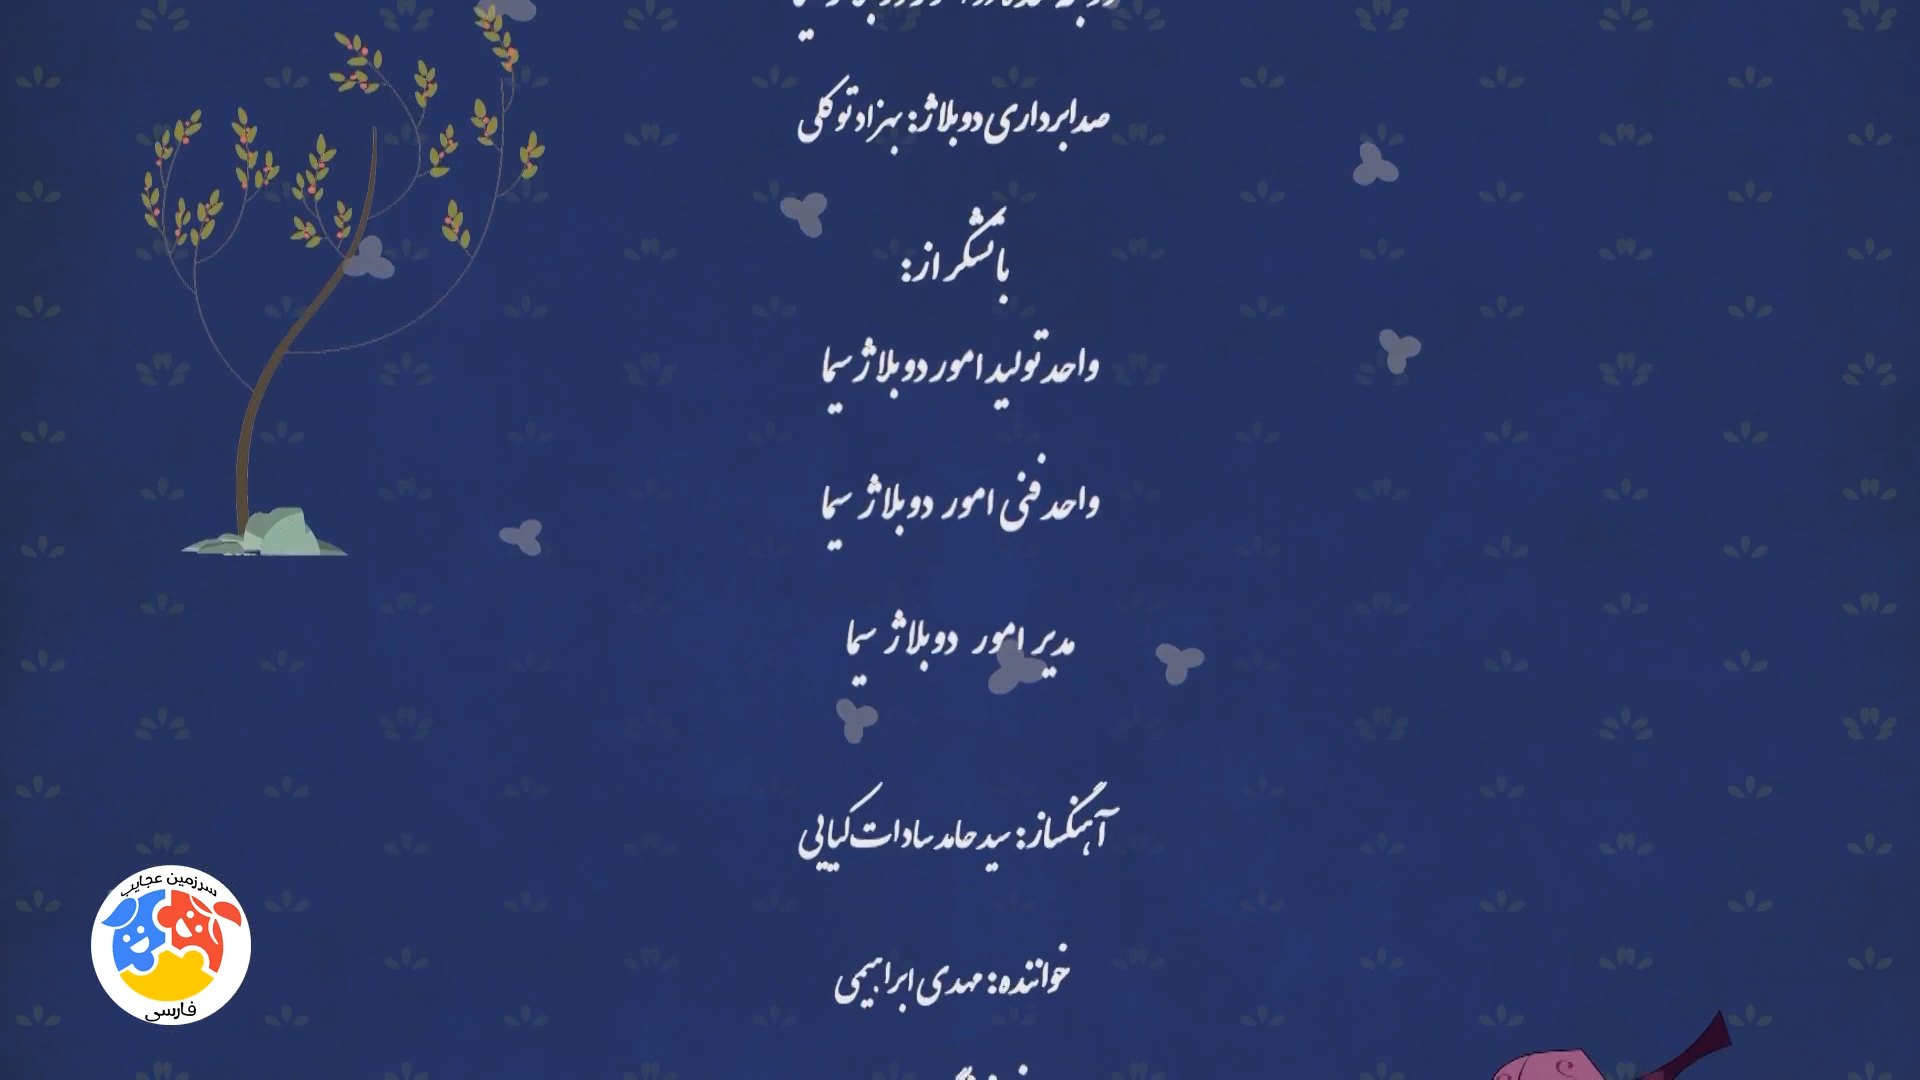 صدابرداری دوبلاژ: بهزاد توکلی
با تشکر از:
واحد تولید امور دوبلاژ سیما
واحد فنی امور دوبلاژ سیما
مدیر امور دوبلاژ سیما
آهنگساز: سید حامد سادات کیایی
خواننده: مهدی ابراهیمی
سرزمین عجایب
فارسی